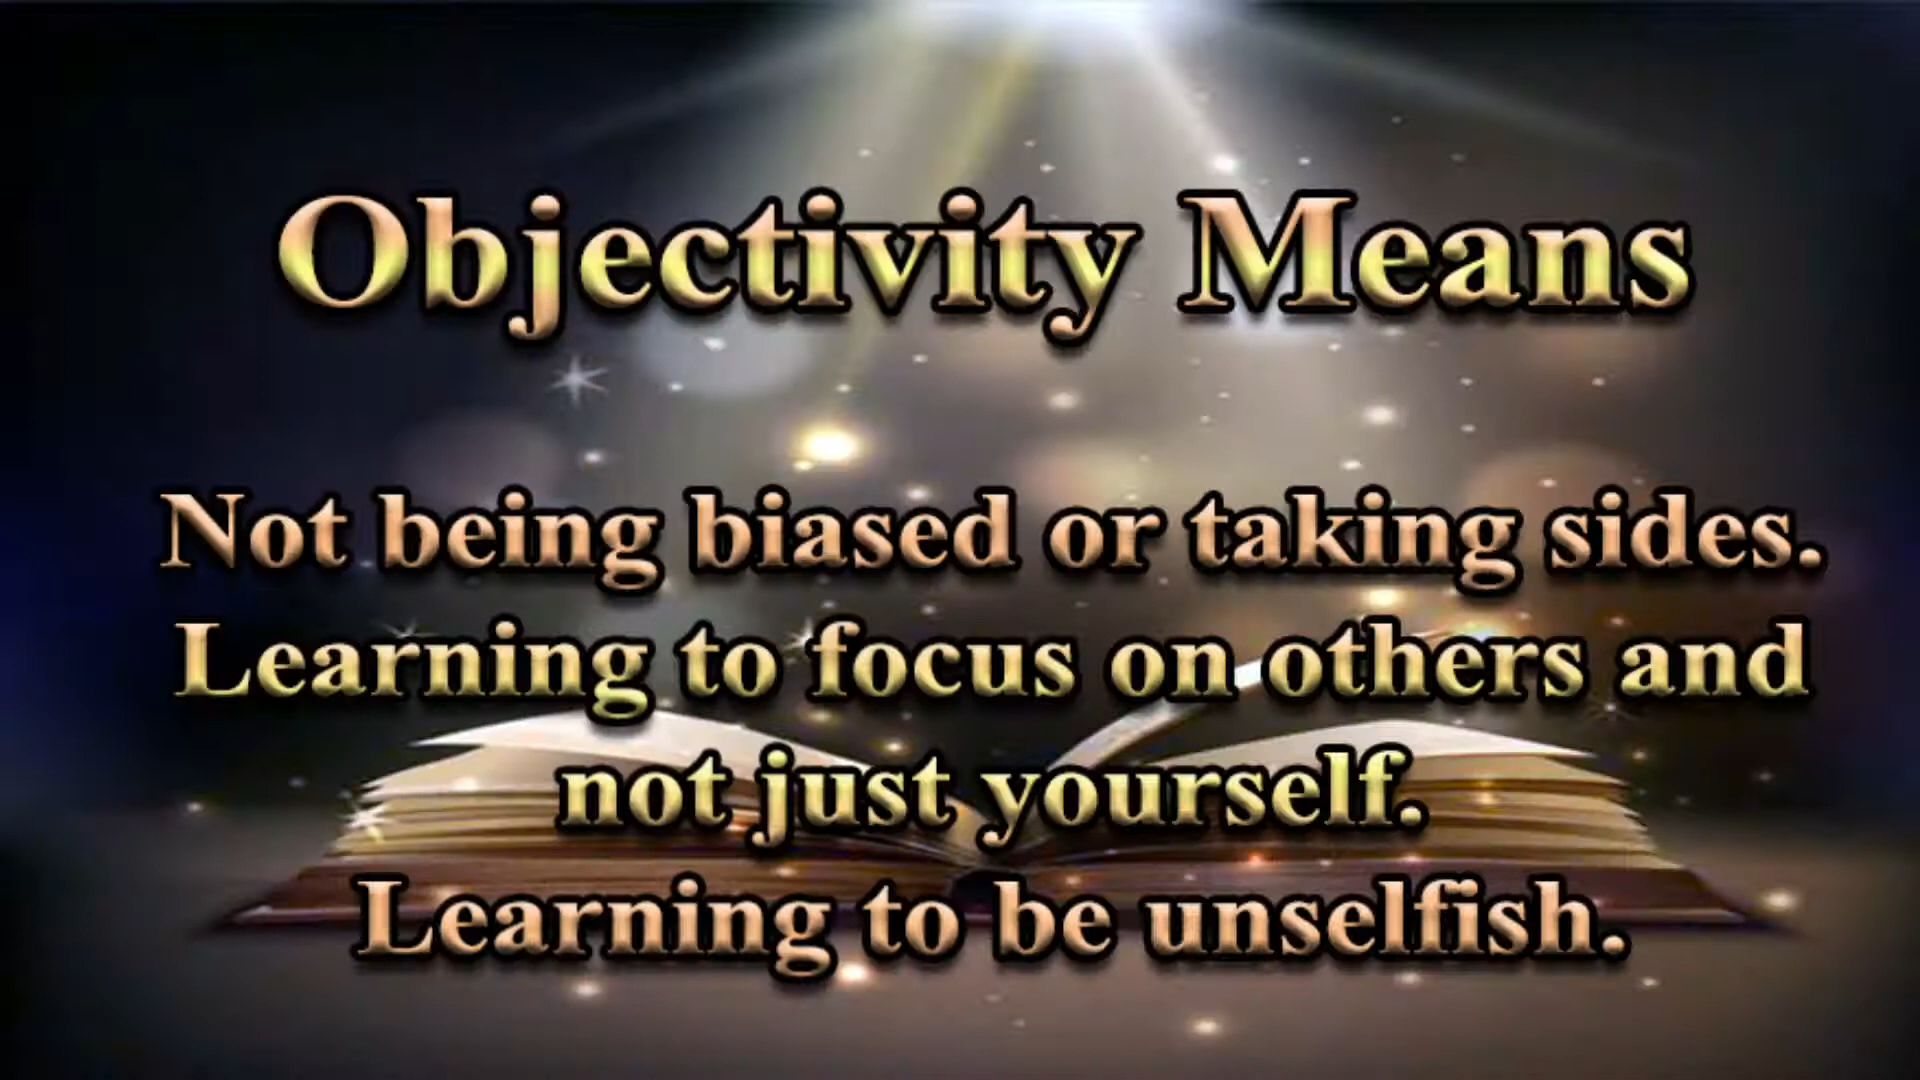 Objectivity Means
Not being biased or taking sides.
Learning to focus on others and
not just yourself.
Learning to be unselfish.